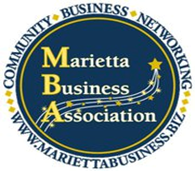 COMMUNITY ◆ BUSINESS ◆ NETWORKING
Marietta
Business
Association
WWW.MARIETTABUSINESS.BIZ